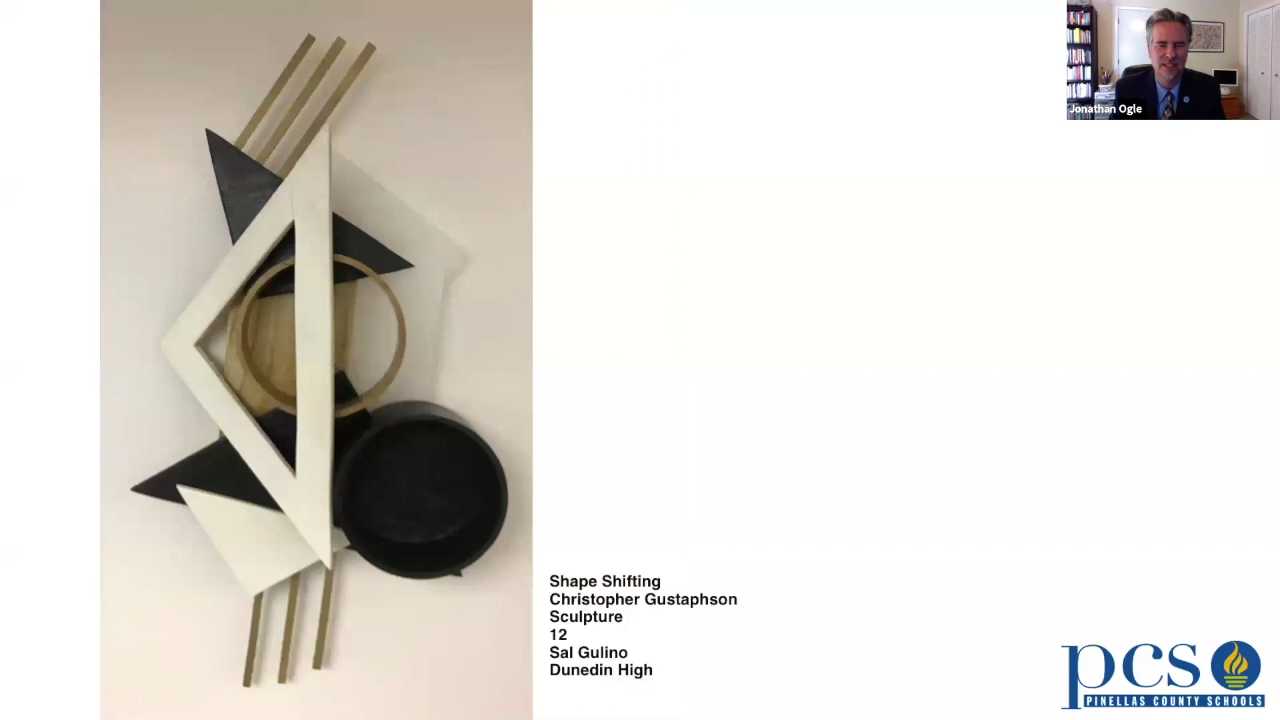 Jonathan Ogle
Shape Shifting
Christopher Gustaphson
Sculpture
12
Sal Gulino
Dunedin High
pcs
PINELLAS COUNTY SCHOOLS